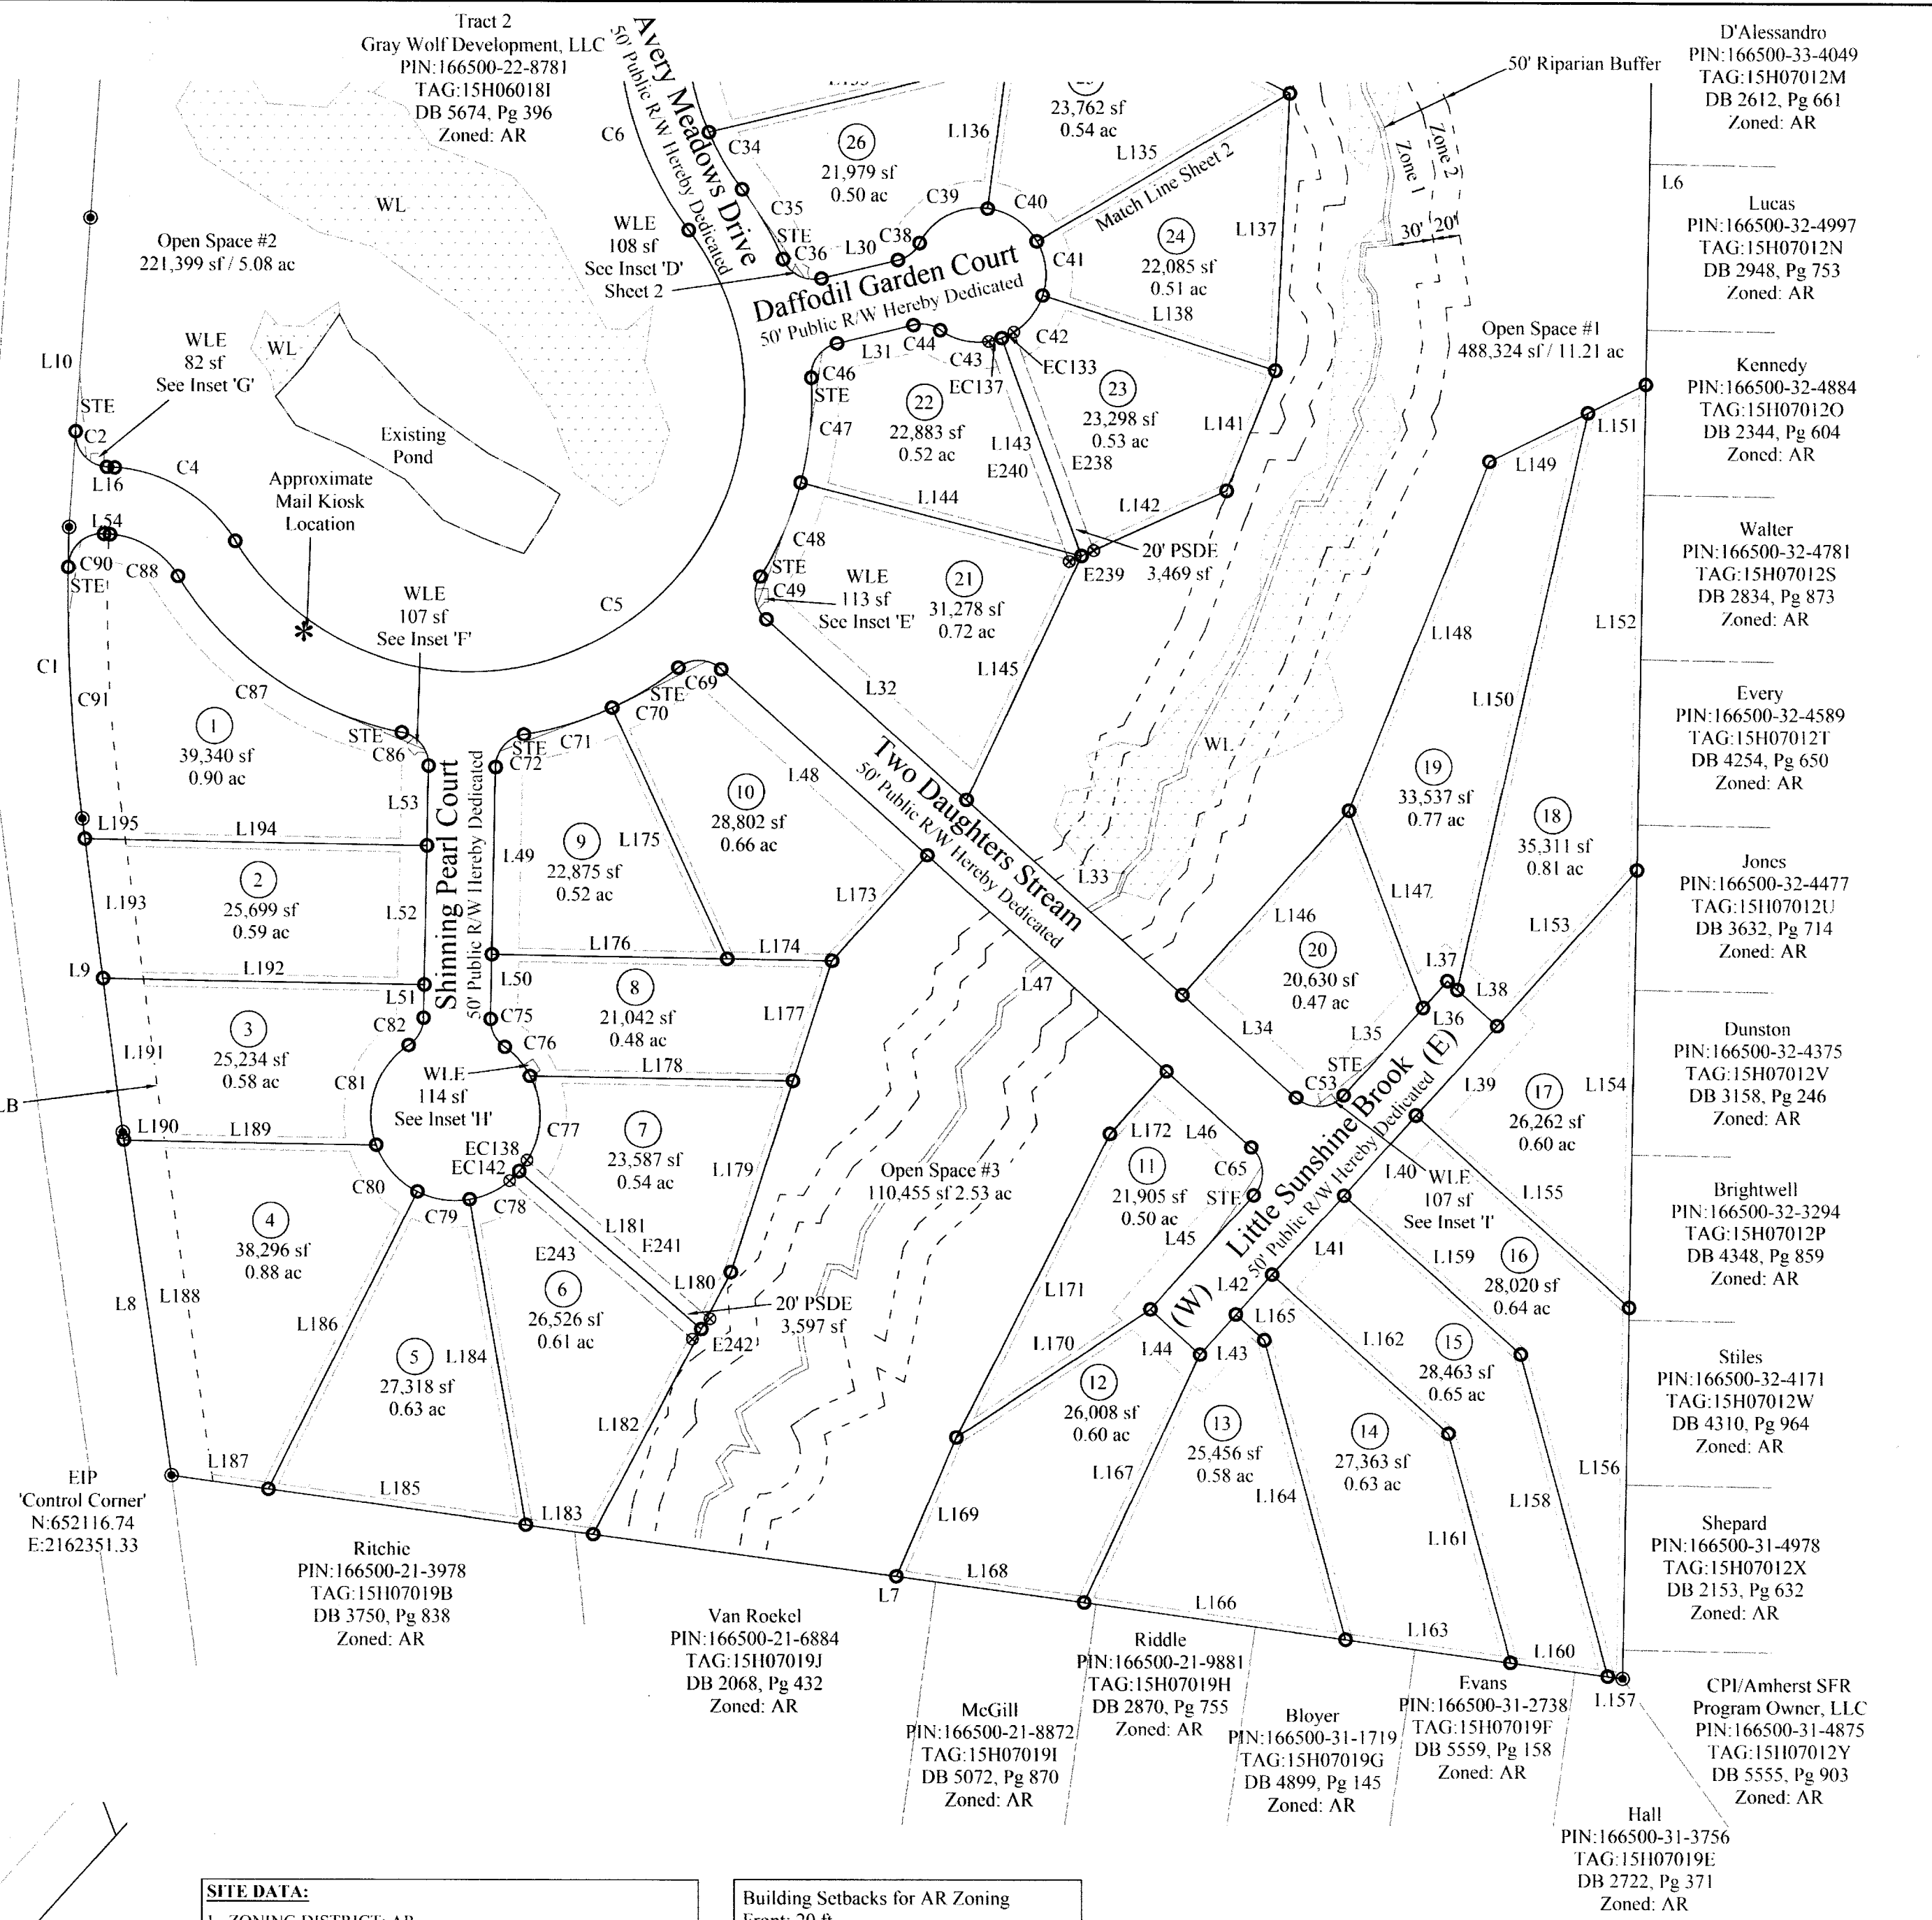 Tract 2
Gray Wolf Development, LLC
PIN:166500-22-8781
TAG:15H06018I
DB 5674, Pg 396
Zoned: AR
Avery Meadows Drive
50' Public R/W Hereby Dedicated
C6
C34
C35
STE
C36
26
21,979 sf
0.50 ac
L136
23,762 sf
0.54 ac
L135
Match Line Sheet 2
50' Riparian Buffer
Zone 1
Zone 2
30'
20'
D'Alessandro
PIN:166500-33-4049
TAG:15H07012M
DB 2612, Pg 661
Zoned: AR
L6
Lucas
PIN:166500-32-4997
TAG:15H07012N
DB 2948, Pg 753
Zoned: AR
Kennedy
PIN:166500-32-4884
TAG:15H07012O
DB 2344, Pg 604
Zoned: AR
Walter
PIN:166500-32-4781
TAG:15H07012S
DB 2834, Pg 873
Zoned: AR
Every
PIN:166500-32-4589
TAG:15H07012T
DB 4254, Pg 650
Zoned: AR
Jones
PIN:166500-32-4477
TAG:15H07012U
DB 3632, Pg 714
Zoned: AR
Dunston
PIN:166500-32-4375
TAG:15H07012V
DB 3158, Pg 246
Zoned: AR
Brightwell
PIN:166500-32-3294
TAG:15H07012P
DB 4348, Pg 859
Zoned: AR
Stiles
PIN:166500-32-4171
TAG:15H07012W
DB 4310, Pg 964
Zoned: AR
Shepard
PIN:166500-31-4978
TAG:15H07012X
DB 2153, Pg 632
Zoned: AR
CPI/Amherst SFR
Program Owner, LLC
PIN:166500-31-4875
TAG:15H07012Y
DB 5555, Pg 903
Zoned: AR
WL
Open Space #2
221,399 sf / 5.08 ac
WLE
108 sf
See Inset 'D'
Sheet 2
L30
C38
C39
C40
C41
Daffodil Garden Court
50' Public R/W Hereby Dedicated
24
22,085 sf
0.51 ac
L137
L138
L10
WLE
82 sf
See Inset 'G'
WL
STE
C2
L16
C4
Existing
Pond
Approximate
Mail Kiosk
Location
L31
C44
C43
C42
EC133
EC137
C46
STE
C47
22
22,883 sf
0.52 ac
23
23,298 sf
0.53 ac
L143
E240
E238
L141
L142
L144
20' PSDE
3,469 sf
E239
Open Space #1
488,324 sf / 11.21 ac
L151
L149
L152
L148
L150
L54
C90
STE
C88
WLE
107 sf
See Inset 'F'
C5
C48
STE
C49
WLE
113 sf
See Inset 'E'
21
31,278 sf
0.72 ac
L145
L32
C1
C91
C87
1
39,340 sf
0.90 ac
STE
C86
L53
Shinning Pearl Court
50' Public R/W Hereby Dedicated
STE
C72
C71
C70
STE
C69
L48
10
28,802 sf
0.66 ac
L175
9
22,875 sf
0.52 ac
L49
Two Daughters Stream
50' Public R/W Hereby Dedicated
WL
L33
19
33,537 sf
0.77 ac
18
35,311 sf
0.81 ac
L195
L194
2
25,699 sf
0.59 ac
L193
L52
L173
L174
L176
L146
L147
L153
20
20,630 sf
0.47 ac
L9
L192
L51
L50
8
21,042 sf
0.48 ac
L177
L47
L34
L35
L36
L37
L38
C82
C75
C76
3
25,234 sf
0.58 ac
L191
C81
WLE
114 sf
See Inset 'H'
L178
STE
C53
Little Sunshine Brook (E)
(W)
50' Public R/W Hereby Dedicated
L39
L154
17
26,262 sf
0.60 ac
L190
L189
EC138
EC142
C77
7
23,587 sf
0.54 ac
L179
Open Space #3
110,455 sf 2.53 ac
L172
L46
C65
STE
11
21,905 sf
0.50 ac
L40
WLE
107 sf
See Inset 'I'
L155
C80
C79
C78
4
38,296 sf
0.88 ac
L181
E241
E243
L180
6
26,526 sf
0.61 ac
20' PSDE
3,597 sf
E242
L45
L41
L159
16
28,020 sf
0.64 ac
L8
L188
L186
5
27,318 sf
0.63 ac
L184
L182
L171
L170
L42
L165
L44
L43
L162
15
28,463 sf
0.65 ac
12
26,008 sf
0.60 ac
13
25,456 sf
0.58 ac
14
27,363 sf
0.63 ac
L156
EIP
'Control Corner'
N:652116.74
E:2162351.33
L187
L185
L183
L169
L167
L164
L161
L158
L7
L168
L166
L163
L160
L157
Ritchie
PIN:166500-21-3978
TAG:15H07019B
DB 3750, Pg 838
Zoned: AR
Van Roekel
PIN:166500-21-6884
TAG:15H07019J
DB 2068, Pg 432
Zoned: AR
McGill
PIN:166500-21-8872
TAG:15H07019I
DB 5072, Pg 870
Zoned: AR
Riddle
PIN:166500-21-9881
TAG:15H07019H
DB 2870, Pg 755
Zoned: AR
Bloyer
PIN:166500-31-1719
TAG:15H07019G
DB 4899, Pg 145
Zoned: AR
Evans
PIN:166500-31-2738
TAG:15H07019F
DB 5559, Pg 158
Zoned: AR
Hall
PIN:166500-31-3756
TAG:15H07019E
DB 2722, Pg 371
Zoned: AR
SITE DATA:
1. ZONING DISTRICT: AR
Building Setbacks for AR Zoning
Front: 20 ft